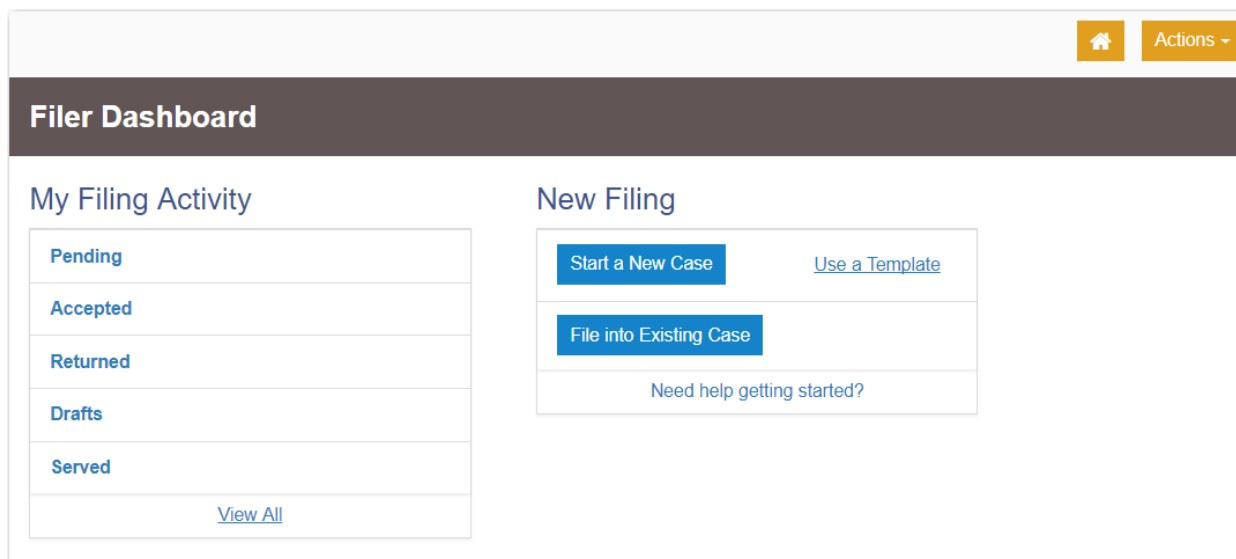 Actions
Filer Dashboard
My Filing Activity
Pending
Accepted
Returned
Drafts
Served
View All
New Filing
Start a New Case
Use a Template
File into Existing Case
Need help getting started?